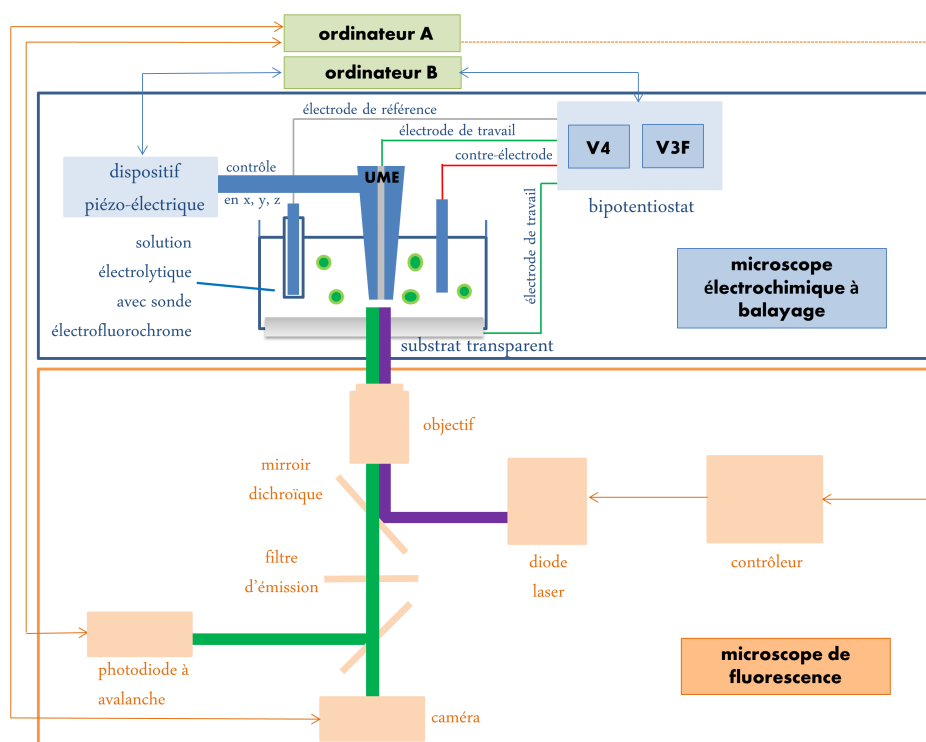 ordinateur A
ordinateur B
électrode de référence
électrode de travail
contre-électrode
V4
V3F
bipotentiostat
dispositif
piézo-électrique
contrôle
en x, y, z
UME
électrode de travail
solution
électrolytique
avec sonde
électrofluorochrome
microscope
électrochimique à
balayage
substrat transparent
objectif
mirroir
dichroïque
filtre
d'émission
diode
laser
contrôleur
photodiode à
avalanche
caméra
microscope de
fluorescence